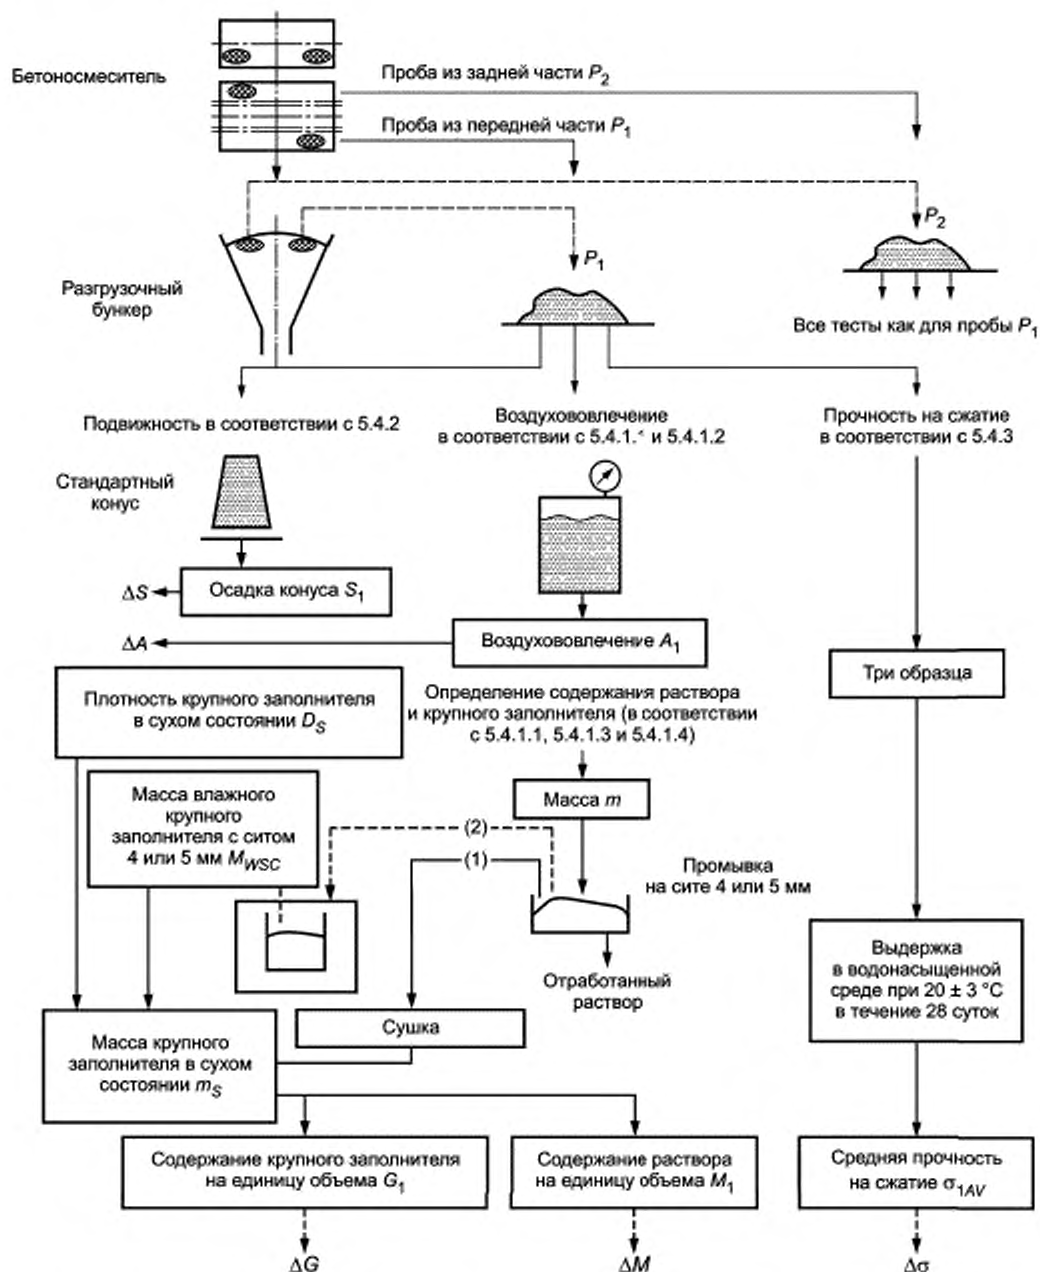 Бетоносмеситель
Проба из задней части P2
Проба из передней части P1
P2
P1
Разгрузочный
бункер
Все тесты как для пробы P1
Подвижность в соответствии с 5.4.2
Воздухововлечение
в соответствии с 5.4.1. и 5.4.1.2
Прочность на сжатие
в соответствии с 5.4.3
Стандартный
конус
ΔS
Осадка конуса S1
ΔA
Воздухововлечение A1
Три образца
Плотность крупного заполнителя
в сухом состоянии DS
Определение содержания раствора
и крупного заполнителя (в соответствии
с 5.4.1.1, 5.4.1.3 и 5.4.1.4)
Масса влажного
крупного
заполнителя с ситом
4 или 5 мм MWSC
Масса m
(2)
(1)
Промывка
на сите 4 или 5 мм
Отработанный
раствор
Выдержка
в водонасыщенной
среде при 20 ± 3 °C
в течение 28 суток
Сушка
Масса крупного
заполнителя в сухом
состоянии mS
Содержание крупного заполнителя
на единицу объема G1
Содержание раствора
на единицу объема M1
Средняя прочность
на сжатие σ1AV
ΔG
ΔM
Δσ